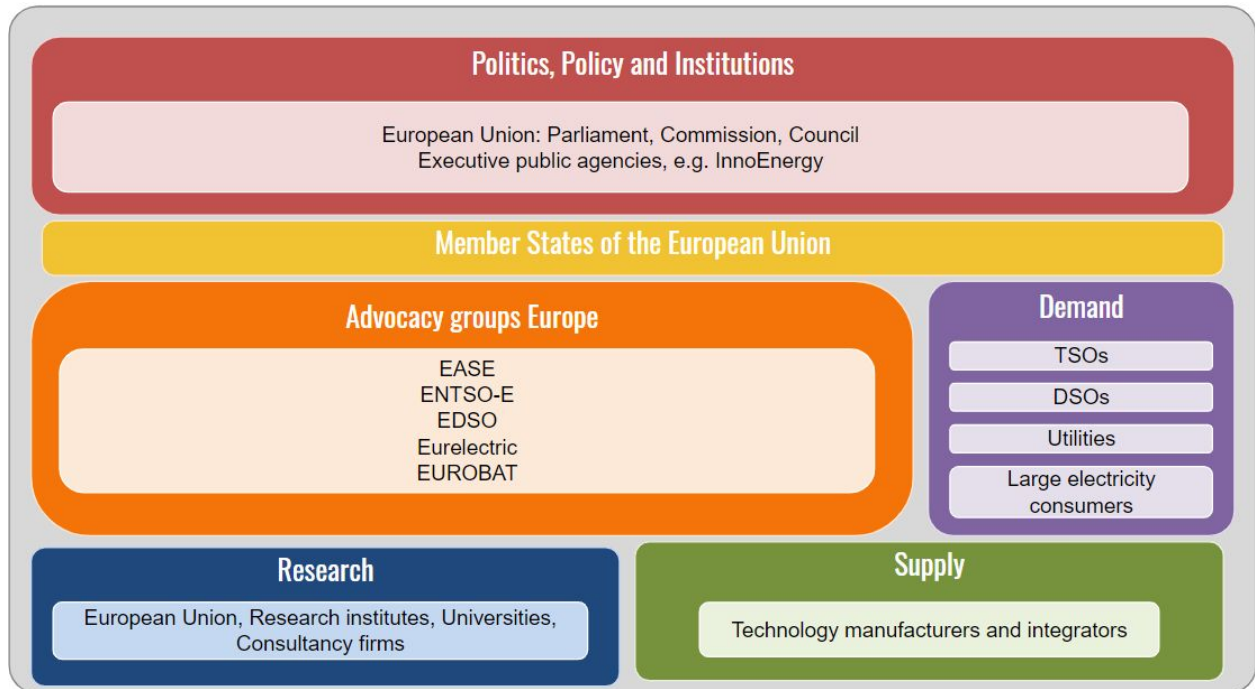 Politics, Policy and Institutions
European Union: Parliament, Commission, Council
Executive public agencies, e.g. InnoEnergy
Member States of the European Union
Advocacy groups Europe
EASE
ENTSO-E
EDSO
Eurelectric
EUROBAT
Demand
TSOs
DSOs
Utilities
Large electricity
consumers
Research
European Union, Research institutes, Universities,
Consultancy firms
Supply
Technology manufacturers and integrators